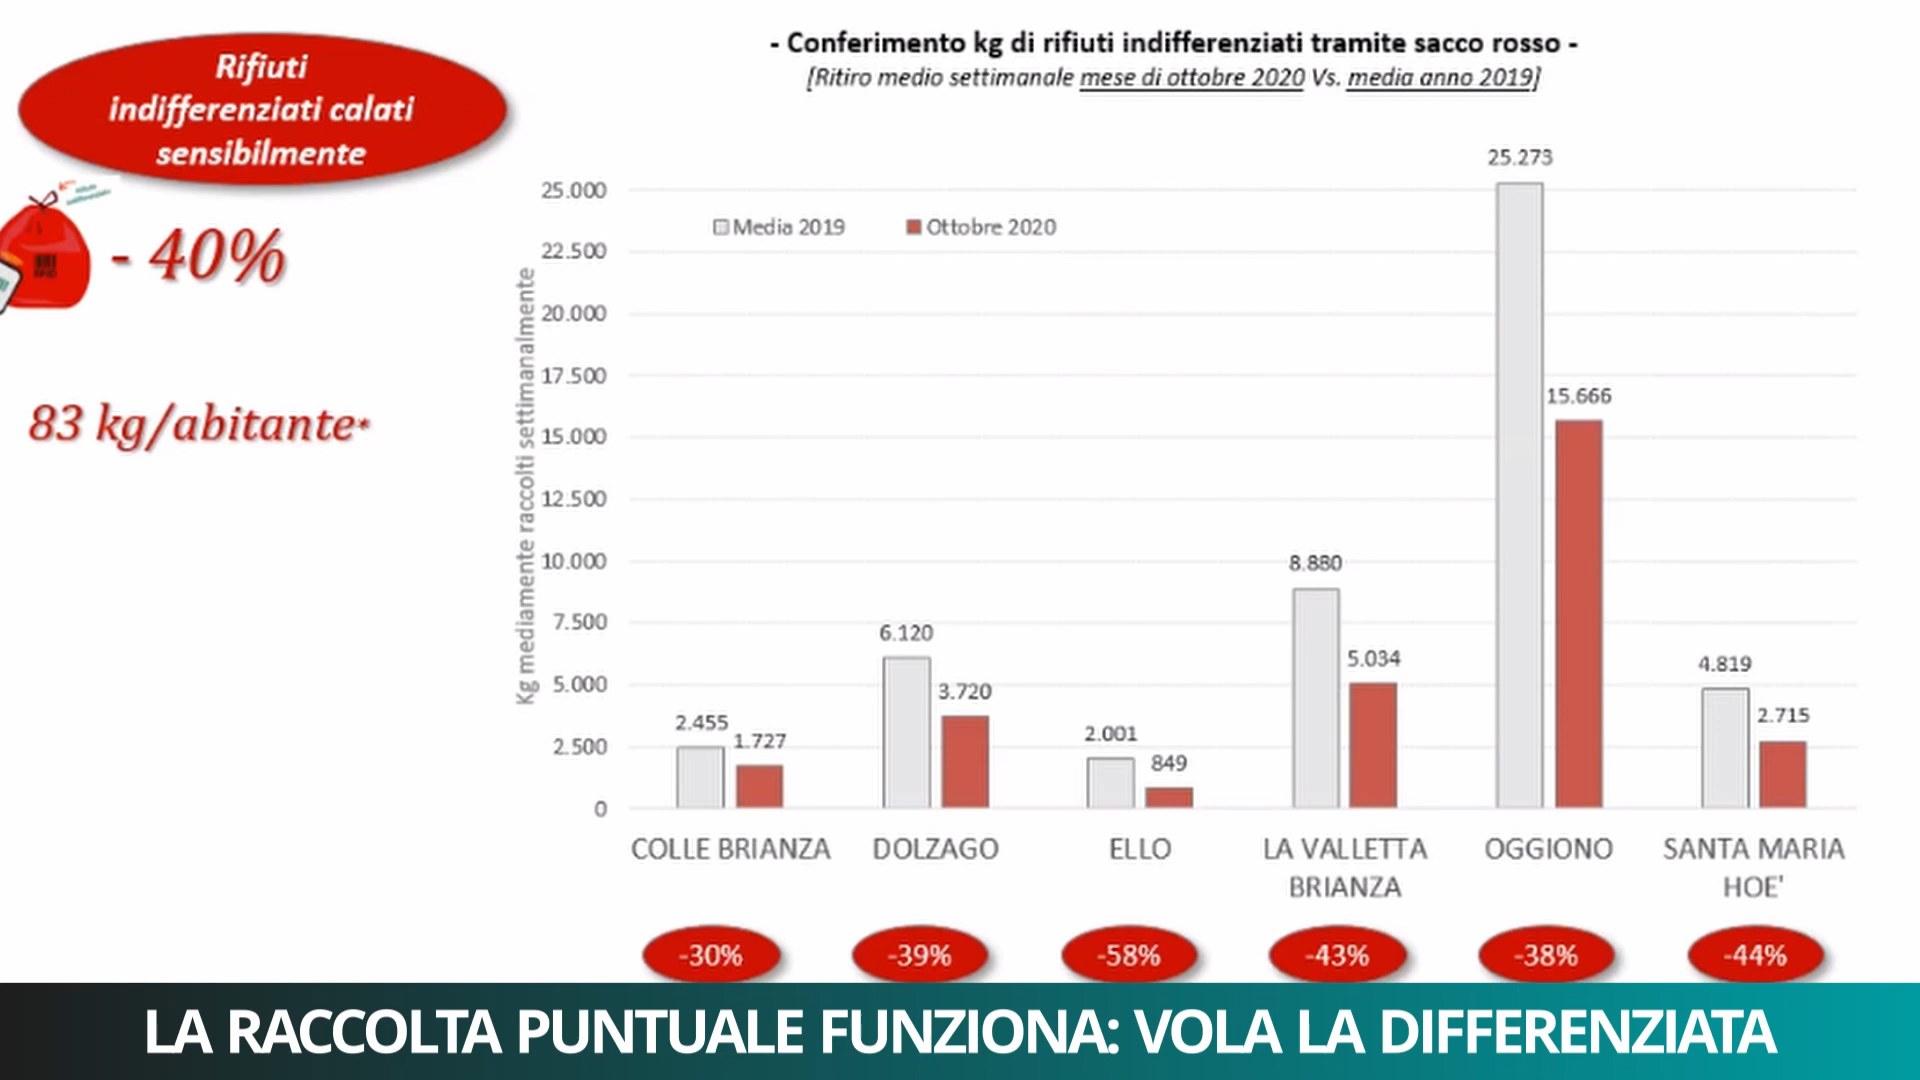 Rifiuti
indifferenziati calati
sensibilmente
- 40%
83 kg/abitante*
- Conferimento kg di rifiuti indifferenziati tramite sacco rosso -
[Ritiro medio settimanale mese di ottobre 2020 Vs. media anno 2019]
Kg mediamente raccolti settimanalmente
25.000
22.500
20.000
17.500
15.000
12.500
10.000
7.500
5.000
2.500
0
Media 2019 Ottobre 2020
2.455 1.727
6.120 3.720
2.001 849
8.880 5.034
25.273 15.666
4.819 2.715
COLLE BRIANZA
DOLZAGO
ELLO
LA VALLETTA
BRIANZA
OGGIONO
SANTA MARIA
HOE'
-30% -39% -58% -43% -38% -44%
LA RACCOLTA PUNTUALE FUNZIONA: VOLA LA DIFFERENZIATA